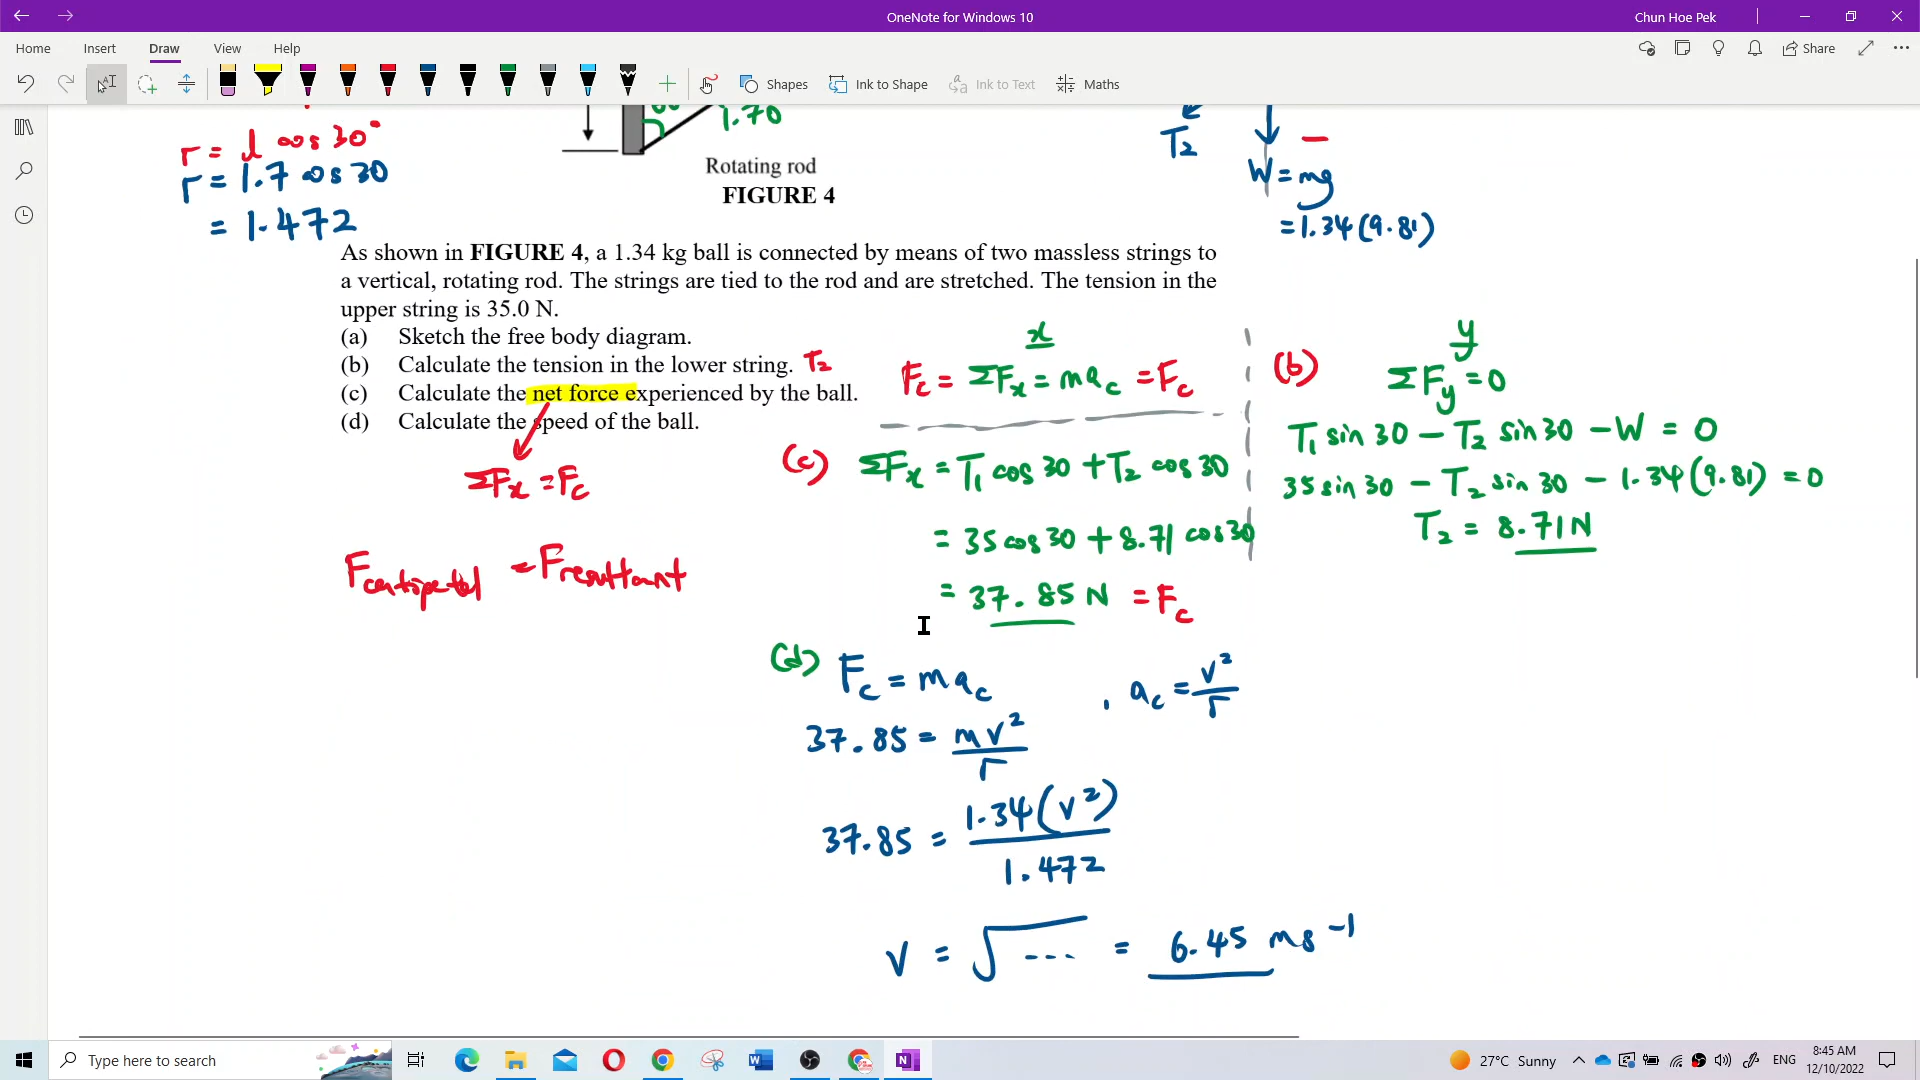 OneNote for Windows 10
Chun Hoe Pek
Home Insert Draw View Help
Share
Shapes
Ink to Shape
Ink to Text
Maths
r = l cos 30°
r = 1.7 cos 30
= 1.472
1.70
T2
W = mg
= 1.34(9.81)
Rotating rod
FIGURE 4
As shown in FIGURE 4, a 1.34 kg ball is connected by means of two massless strings to
a vertical, rotating rod. The strings are tied to the rod and are stretched. The tension in the
upper string is 35.0 N.
(a) Sketch the free body diagram.
(b) Calculate the tension in the lower string. T2
(c) Calculate the net force experienced by the ball.
(d) Calculate the speed of the ball.
ΣFx = Fc
Fcentripetal = Fresultant
x
Fc = ΣFx = mac = Fc
(c) ΣFx = T1 cos 30 + T2 cos 30
= 35 cos 30 + 8.71 cos 30
= 37.85 N = Fc
(b)
y
ΣFy = 0
T1 sin 30 - T2 sin 30 - W = 0
35 sin 30 - T2 sin 30 - 1.34(9.81) = 0
T2 = 8.71 N
(d) Fc = mac , ac = v²/r
37.85 = mv²/r
37.85 = 1.34(v²)/1.472
v = √... = 6.45 ms⁻¹
Type here to search
27°C Sunny
ENG
8:45 AM
12/10/2022